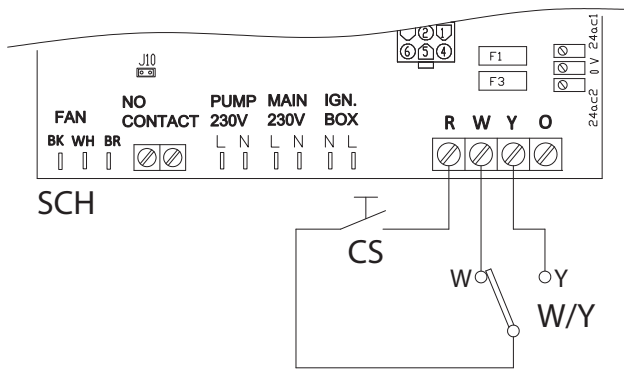 ② 1
⑥ ⑤ ④
J10
F1
F3
24ac1
0 V
24ac2
FAN
BK WH BR
NO
CONTACT
PUMP
230V
L N
MAIN
230V
L N
IGN.
BOX
N L
R W Y O
SCH
CS
W Y
W/Y